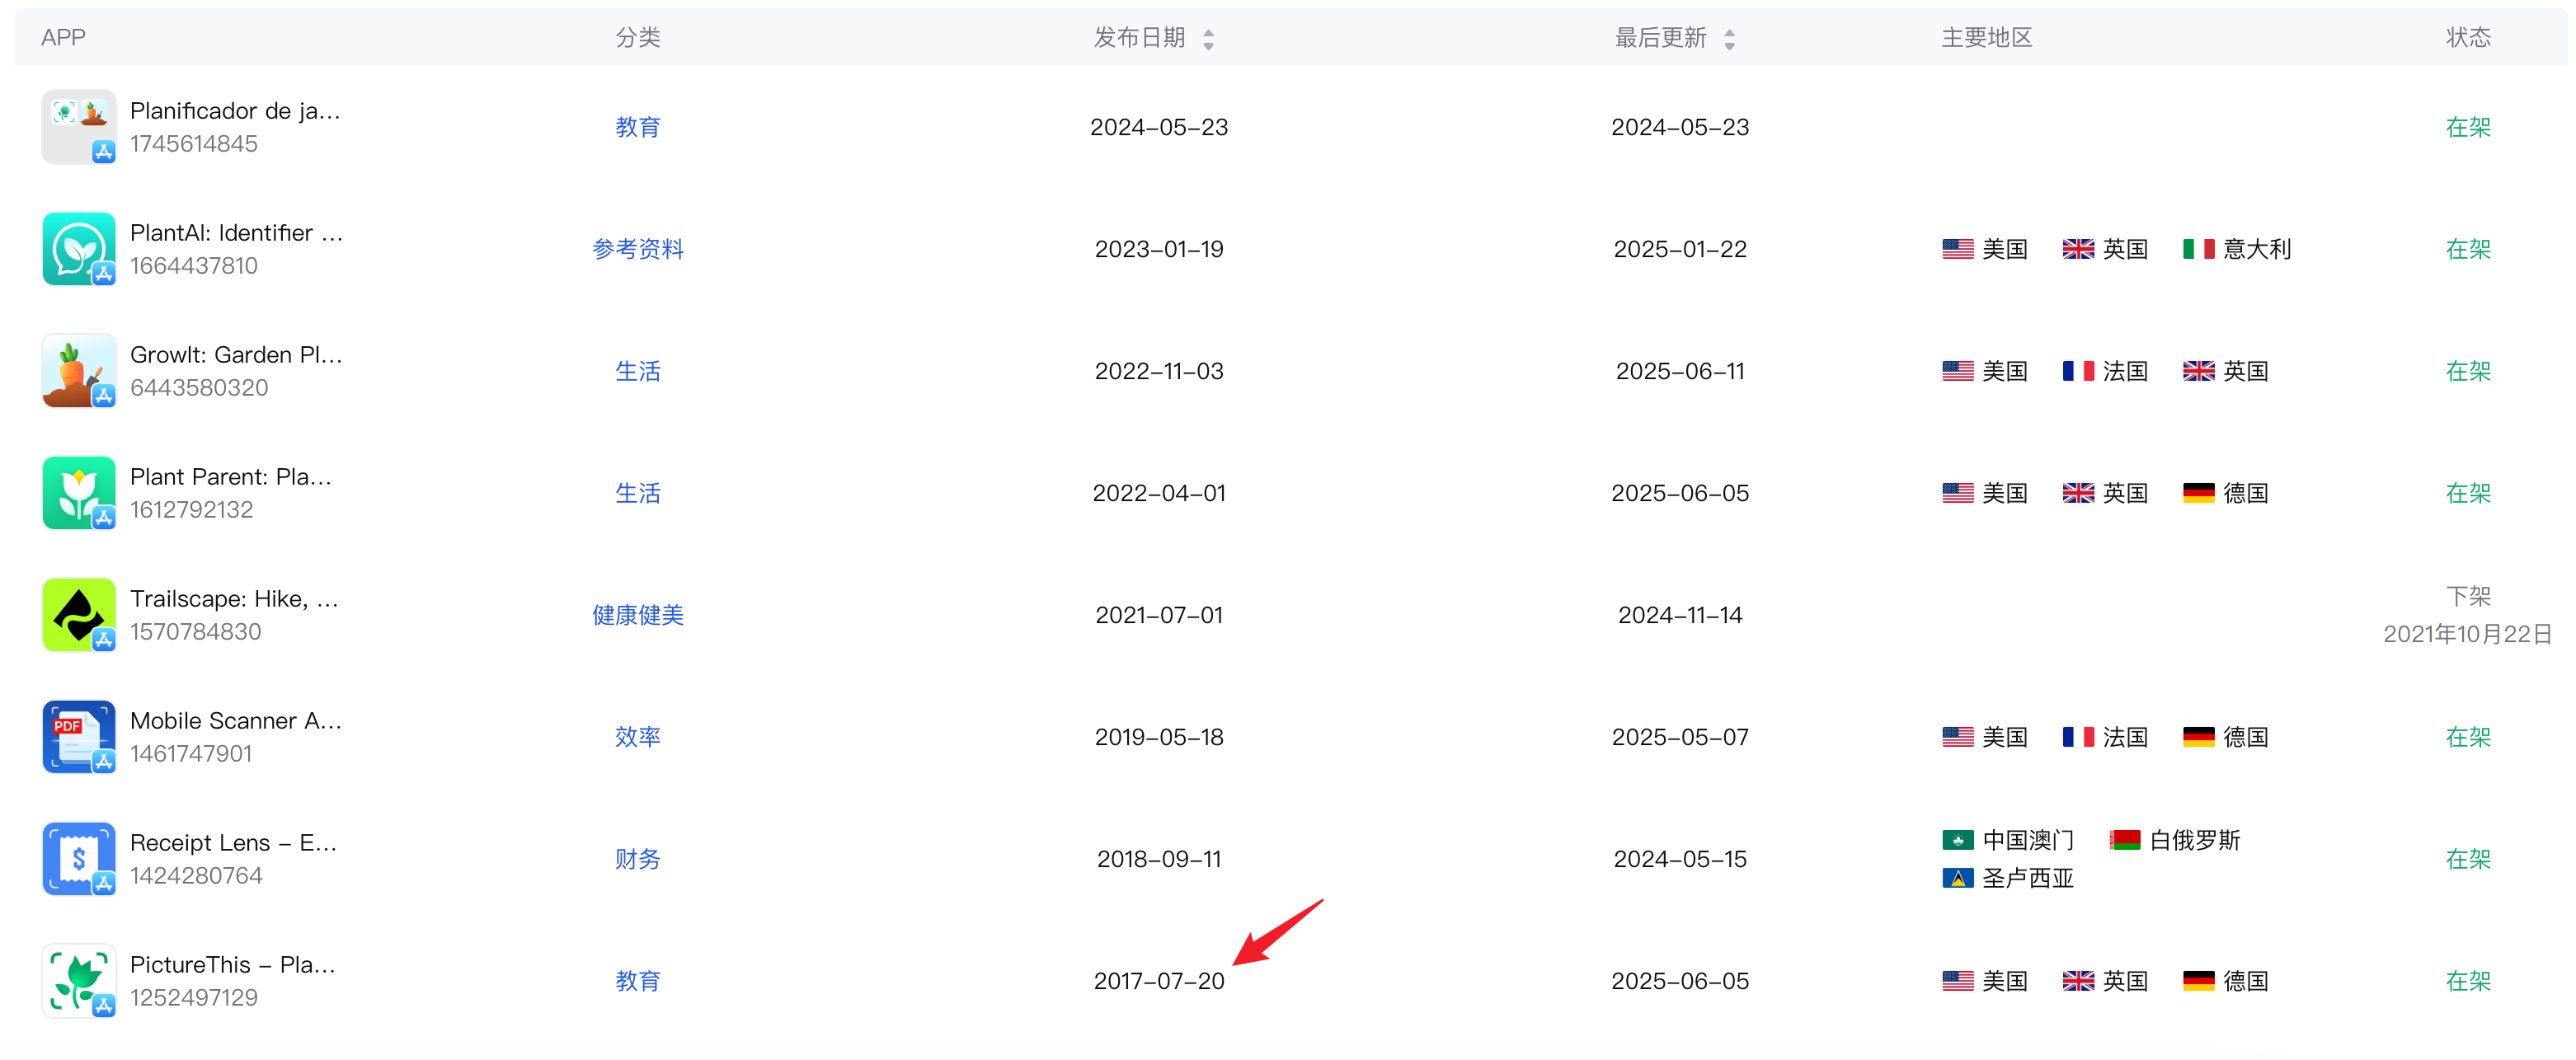 APP 分类 发布日期 最后更新 主要地区 状态
Planificador de ja...
1745614845
教育 2024-05-23 2024-05-23 在架
PlantAI: Identifier ...
1664437810
参考资料 2023-01-19 2025-01-22 美国 英国 意大利 在架
GrowIt: Garden Pl...
6443580320
生活 2022-11-03 2025-06-11 美国 法国 英国 在架
Plant Parent: Pla...
1612792132
生活 2022-04-01 2025-06-05 美国 英国 德国 在架
Trailscape: Hike, ...
1570784830
健康健美 2021-07-01 2024-11-14 下架
2021年10月22日
PDF
Mobile Scanner A...
1461747901
效率 2019-05-18 2025-05-07 美国 法国 德国 在架
$
Receipt Lens - E...
1424280764
财务 2018-09-11 2024-05-15 中国澳门 白俄罗斯
圣卢西亚
在架
PictureThis - Pla...
1252497129
教育 2017-07-20 2025-06-05 美国 英国 德国 在架